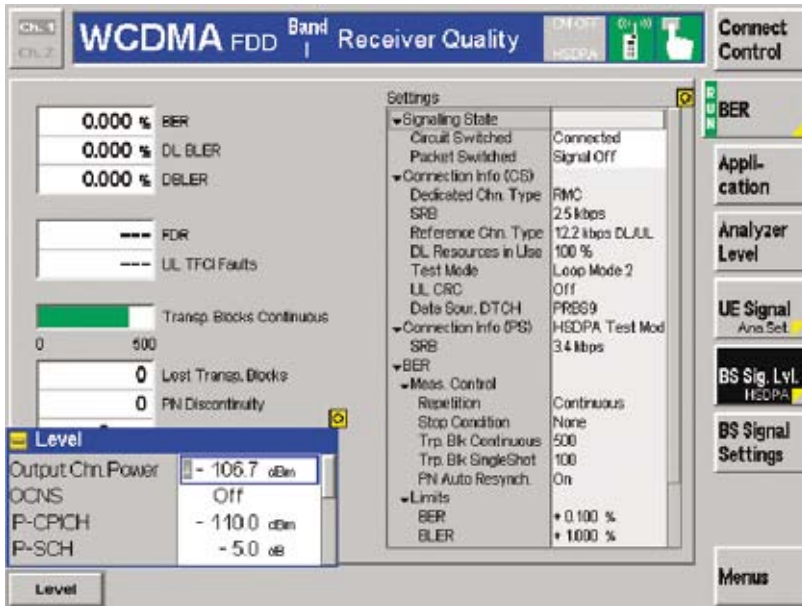 Ch. 1
Ch. 2
WCDMA FDD Band I Receiver Quality
HSDPA
Connect Control
RUN
BER
Appli-cation
Analyzer Level
UE Signal
Ana.Set.
BS Sig. Lvl.
HSDPA
BS Signal Settings
Menus
0.000 % BER
0.000 % DL BLER
0.000 % DBLER
--- FDR
--- UL TFCI Faults
Transp. Blocks Continuous
0 500
0 Lost Transp. Blocks
0 PN Discontinuity
Settings
Signaling State
Circuit Switched Connected
Packet Switched Signal Off
Connection Info (CS)
Dedicated Chn. Type RMC
SRB 2.5 kbps
Reference Chn. Type 12.2 kbps DL/UL
DL Resources in Use 100 %
Test Mode Loop Mode 2
UL CRC Off
Data Sour. DTCH PRBS9
Connection Info (PS) HSDPA Test Mod
SRB 3.4 kbps
BER
Meas. Control
Repetition Continuous
Stop Condition None
Trp. Blk Continuous 500
Trp. Blk SingleShot 100
PN Auto Resynch. On
Limits
BER + 0.100 %
BLER + 1.000 %
Level
Output Chn. Power - 106.7 dBm
OCNS Off
P-CPICH - 110.0 dBm
P-SCH - 5.0 dB
Level